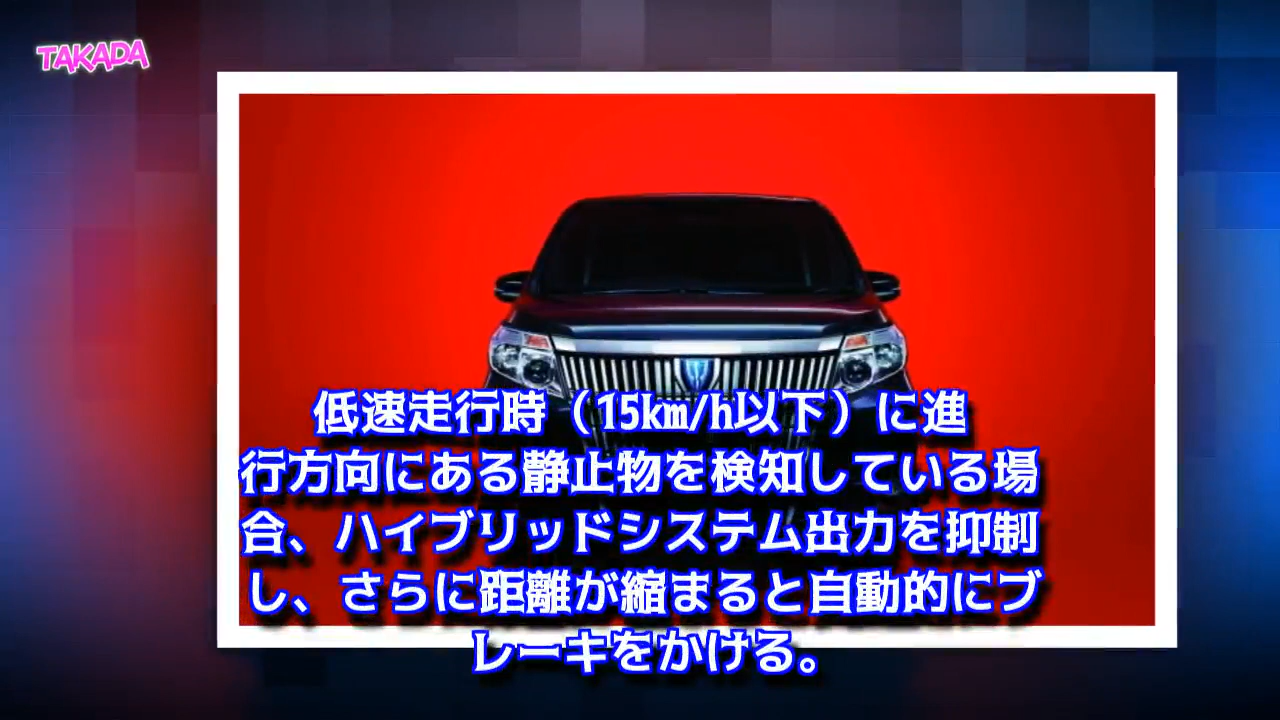 TAKADA
低速走行時（15km/h以下）に進
行方向にある静止物を検知している場
合、ハイブリッドシステム出力を抑制
し、さらに距離が縮まると自動的にブ
レーキをかける。